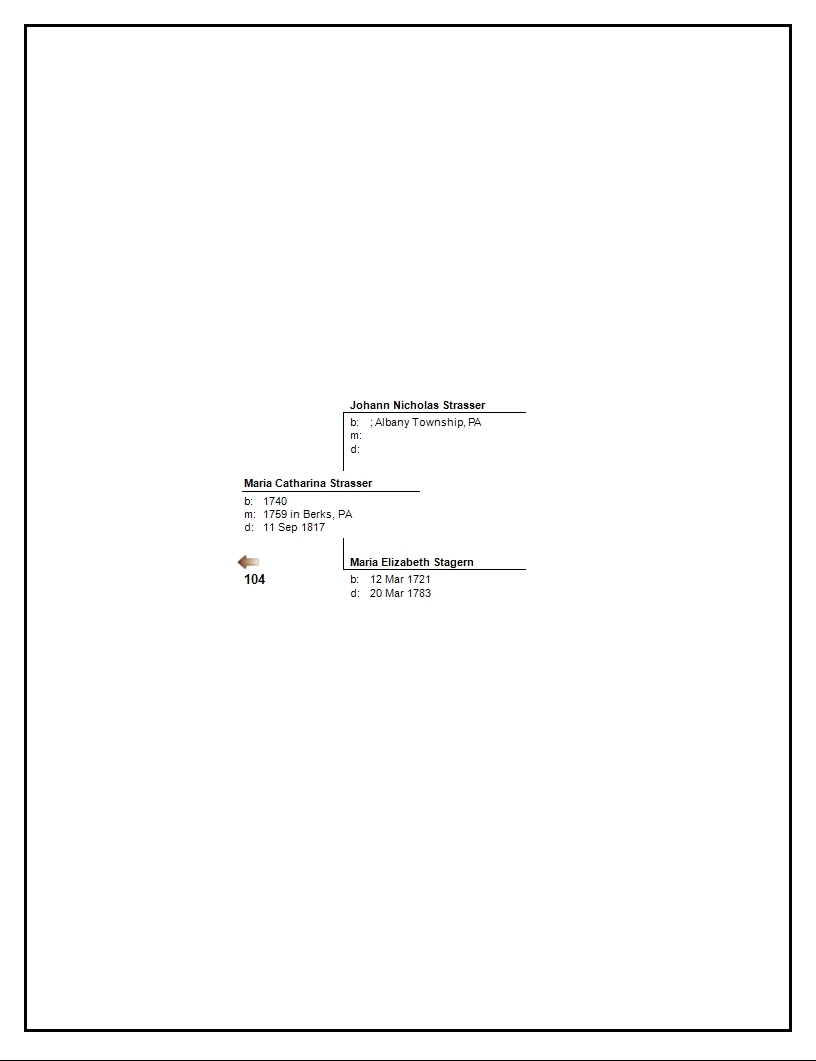 Johann Nicholas Strasser
b: ; Albany Township, PA
m:
d:
Maria Catharina Strasser
b: 1740
m: 1759 in Berks, PA
d: 11 Sep 1817
Maria Elizabeth Stagern
104
b: 12 Mar 1721
d: 20 Mar 1783